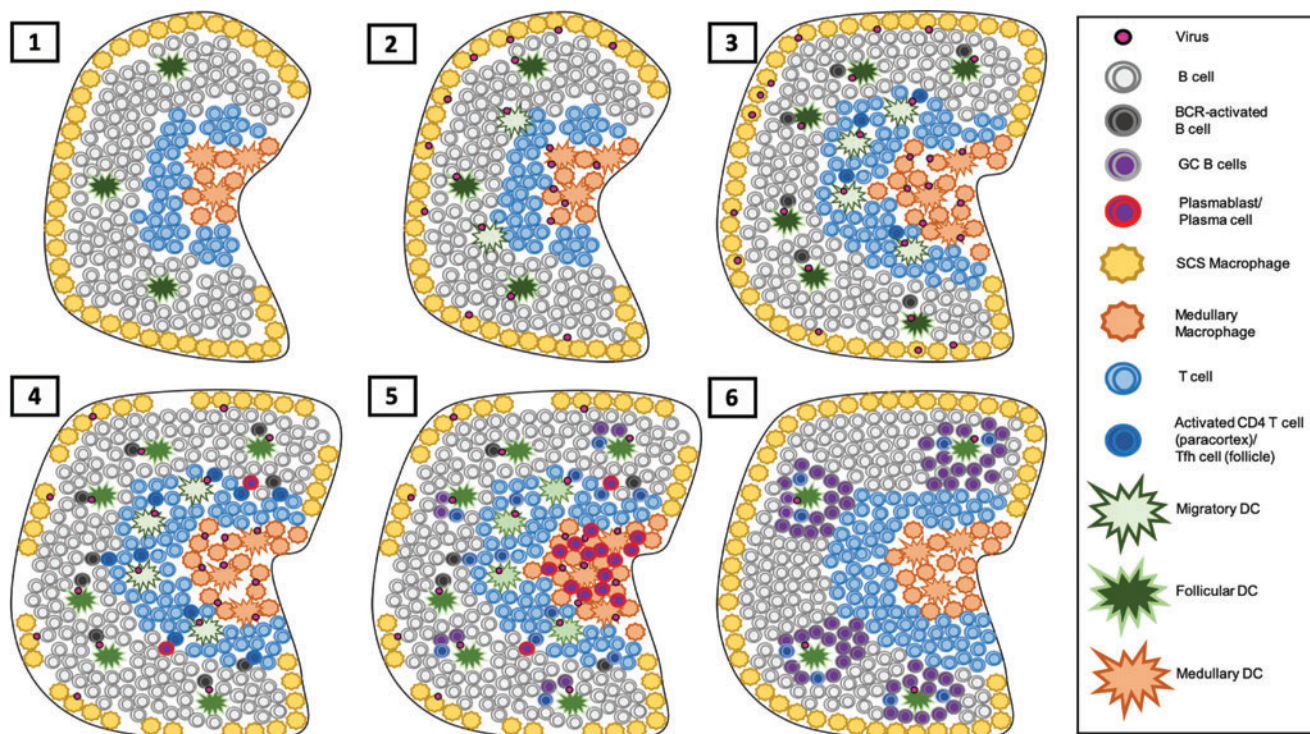 1
2
3
4
5
6
Virus
B cell
BCR-activated
B cell
GC B cells
Plasmablast/
Plasma cell
SCS Macrophage
Medullary
Macrophage
T cell
Activated CD4 T cell
(paracortex)/
Tfh cell (follicle)
Migratory DC
Follicular DC
Medullary DC